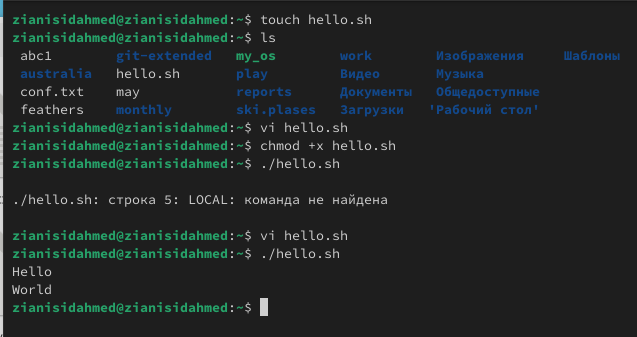 zianisidahmed@zianisidahmed:~$ touch hello.sh
zianisidahmed@zianisidahmed:~$ ls
abc1 git-extended my_os work Изображения Шаблоны
australia hello.sh play Видео Музыка
conf.txt may reports Документы Общедоступные
feathers monthly ski.plases Загрузки 'Рабочий стол'
zianisidahmed@zianisidahmed:~$ vi hello.sh
zianisidahmed@zianisidahmed:~$ chmod +x hello.sh
zianisidahmed@zianisidahmed:~$ ./hello.sh
./hello.sh: строка 5: LOCAL: команда не найдена
zianisidahmed@zianisidahmed:~$ vi hello.sh
zianisidahmed@zianisidahmed:~$ ./hello.sh
Hello
World
zianisidahmed@zianisidahmed:~$